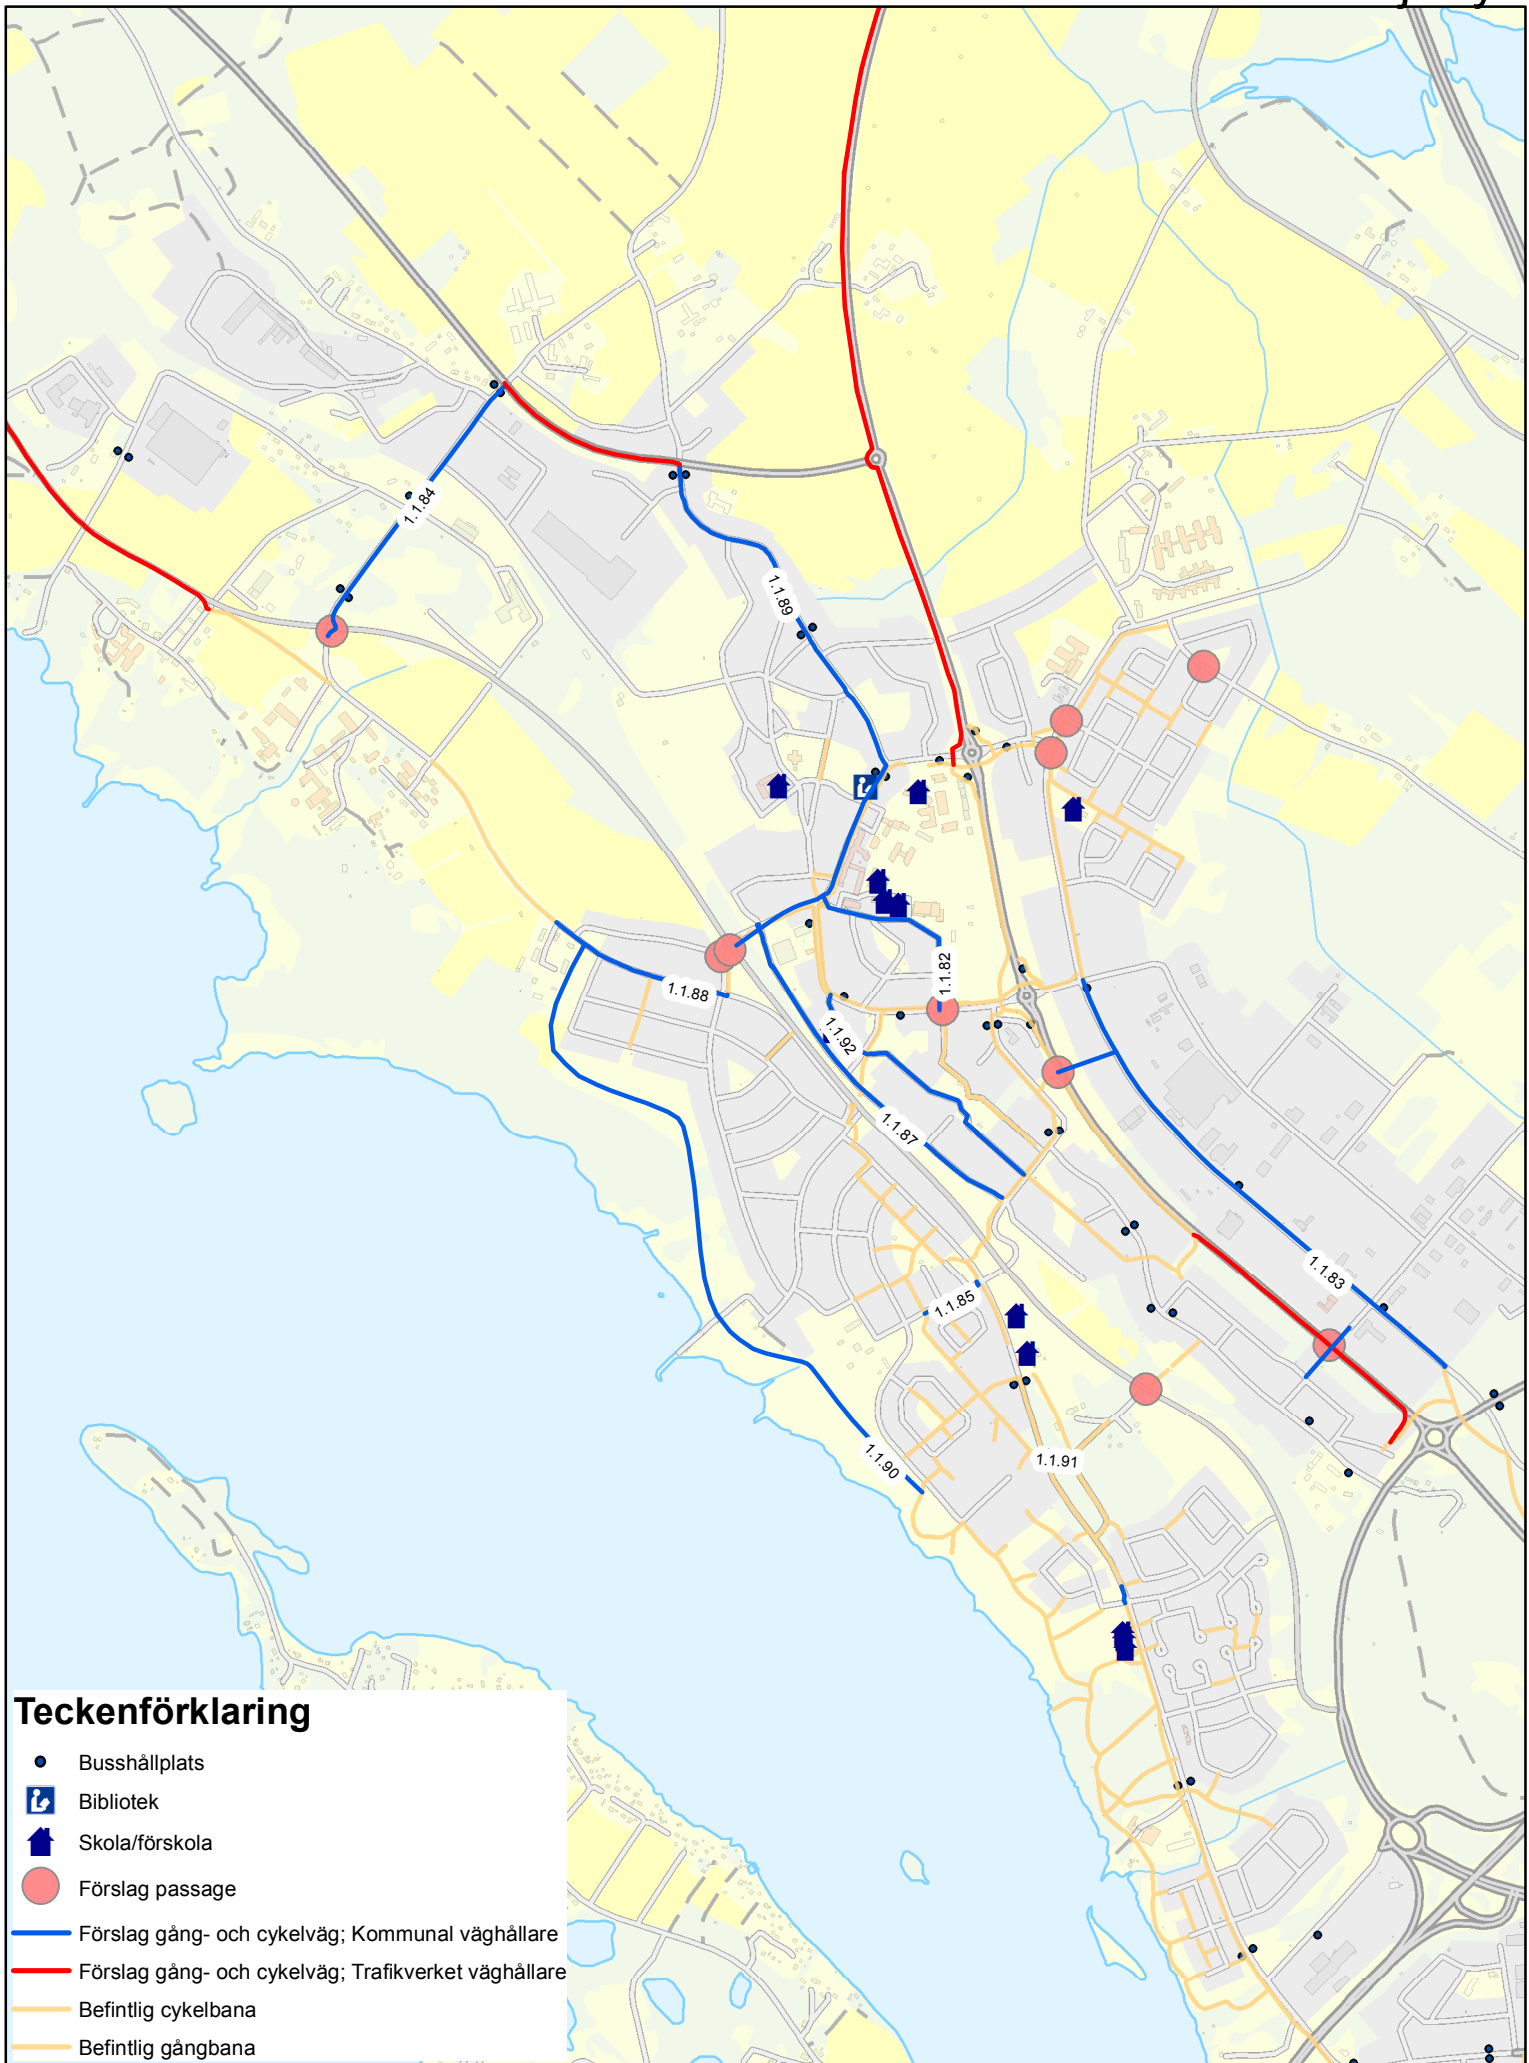 1.1.84
1.1.89
1.1.82
1.1.88
1.1.92
1.1.87
1.1.83
1.1.85
1.1.90
1.1.91
Teckenförklaring
Busshållplats
Bibliotek
Skola/förskola
Förslag passage
Förslag gång- och cykelväg; Kommunal väghållare
Förslag gång- och cykelväg; Trafikverket väghållare
Befintlig cykelbana
Befintlig gångbana